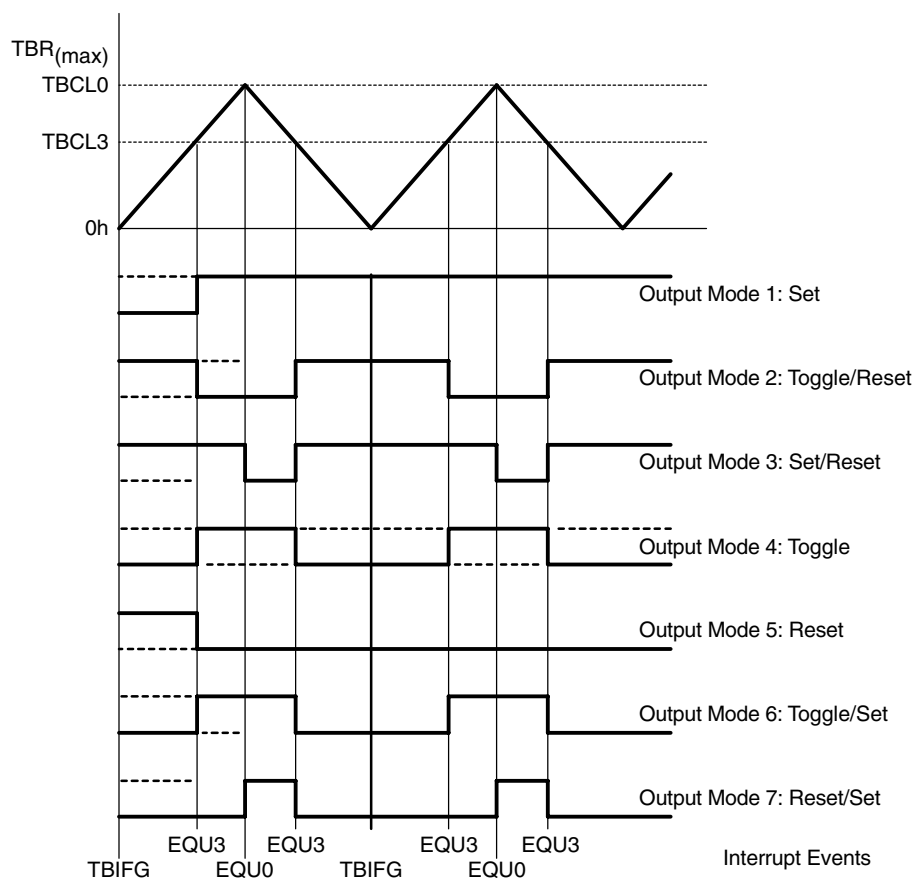 TBR(max)
TBCL0
TBCL3
0h
Output Mode 1: Set
Output Mode 2: Toggle/Reset
Output Mode 3: Set/Reset
Output Mode 4: Toggle
Output Mode 5: Reset
Output Mode 6: Toggle/Set
Output Mode 7: Reset/Set
EQU3 EQU3 EQU3 EQU3
TBIFG EQU0 TBIFG EQU0 Interrupt Events